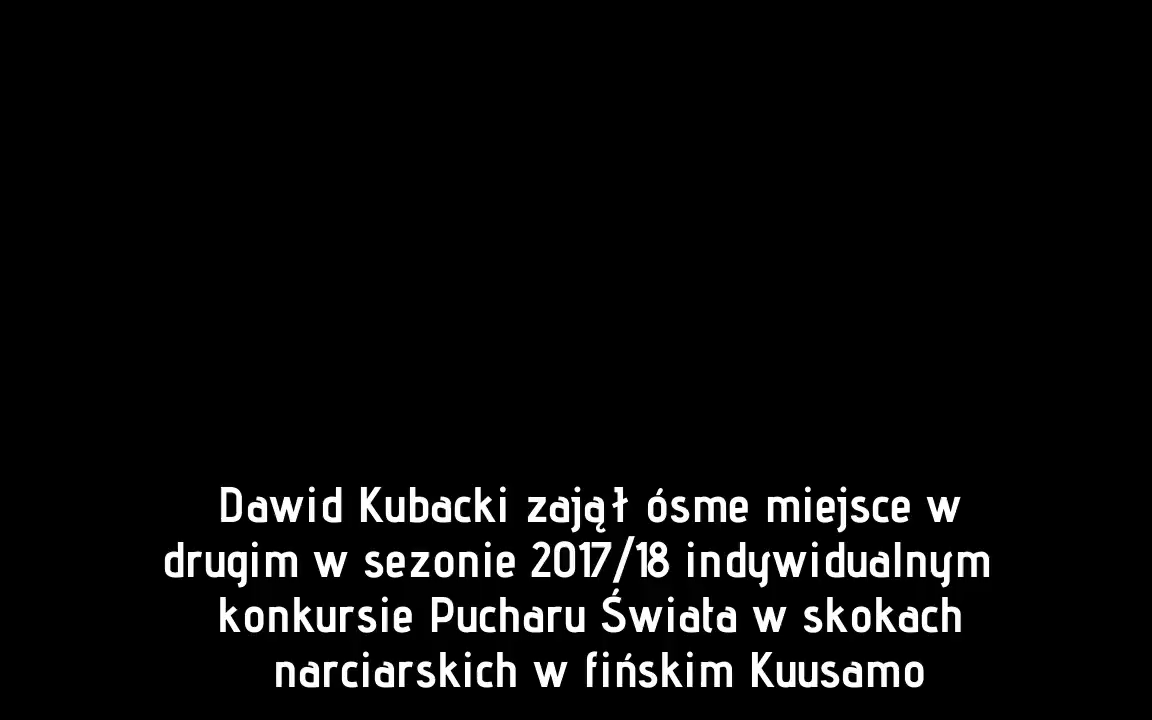 Dawid Kubacki zajął ósme miejsce w
drugim w sezonie 2017/18 indywidualnym
konkursie Pucharu Świata w skokach
narciarskich w fińskim Kuusamo